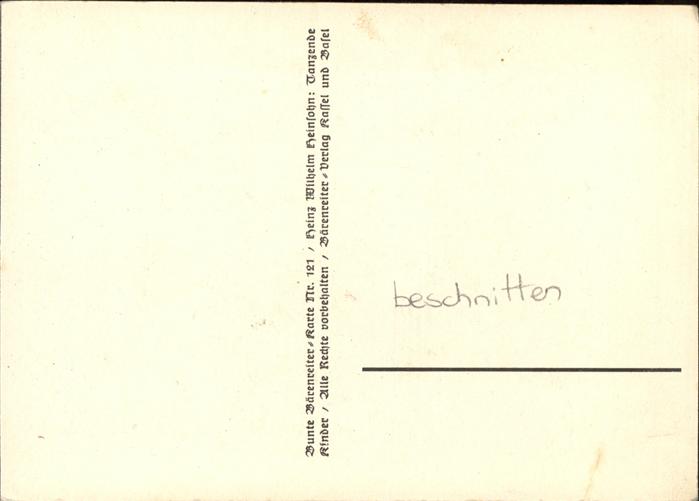 Bunte Bärenreiter-Karte Nr. 121 / Heinz Wilhelm Heinsohn: Tanzende
Kinder / Alle Rechte vorbehalten / Bärenreiter-Verlag Kassel und Basel
beschnitten